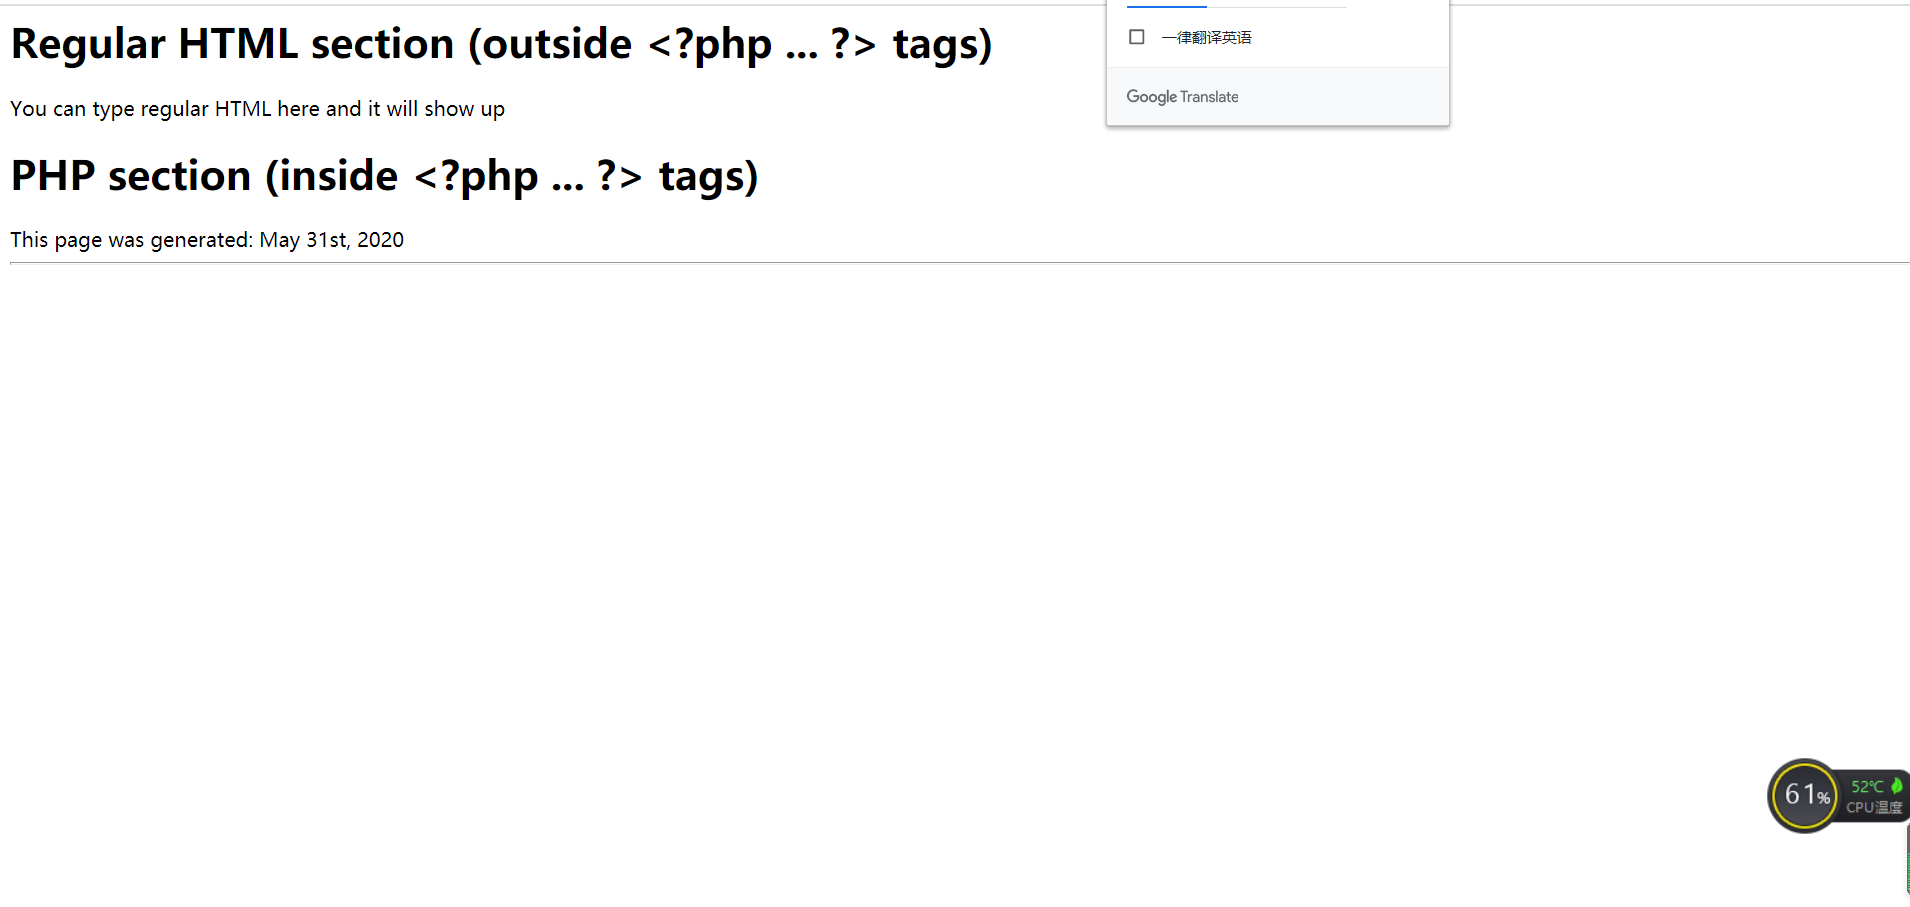 Regular HTML section (outside <?php ... ?> tags)
You can type regular HTML here and it will show up
PHP section (inside <?php ... ?> tags)
This page was generated: May 31st, 2020
一律翻译英语
Google Translate
61%
52℃
CPU温度